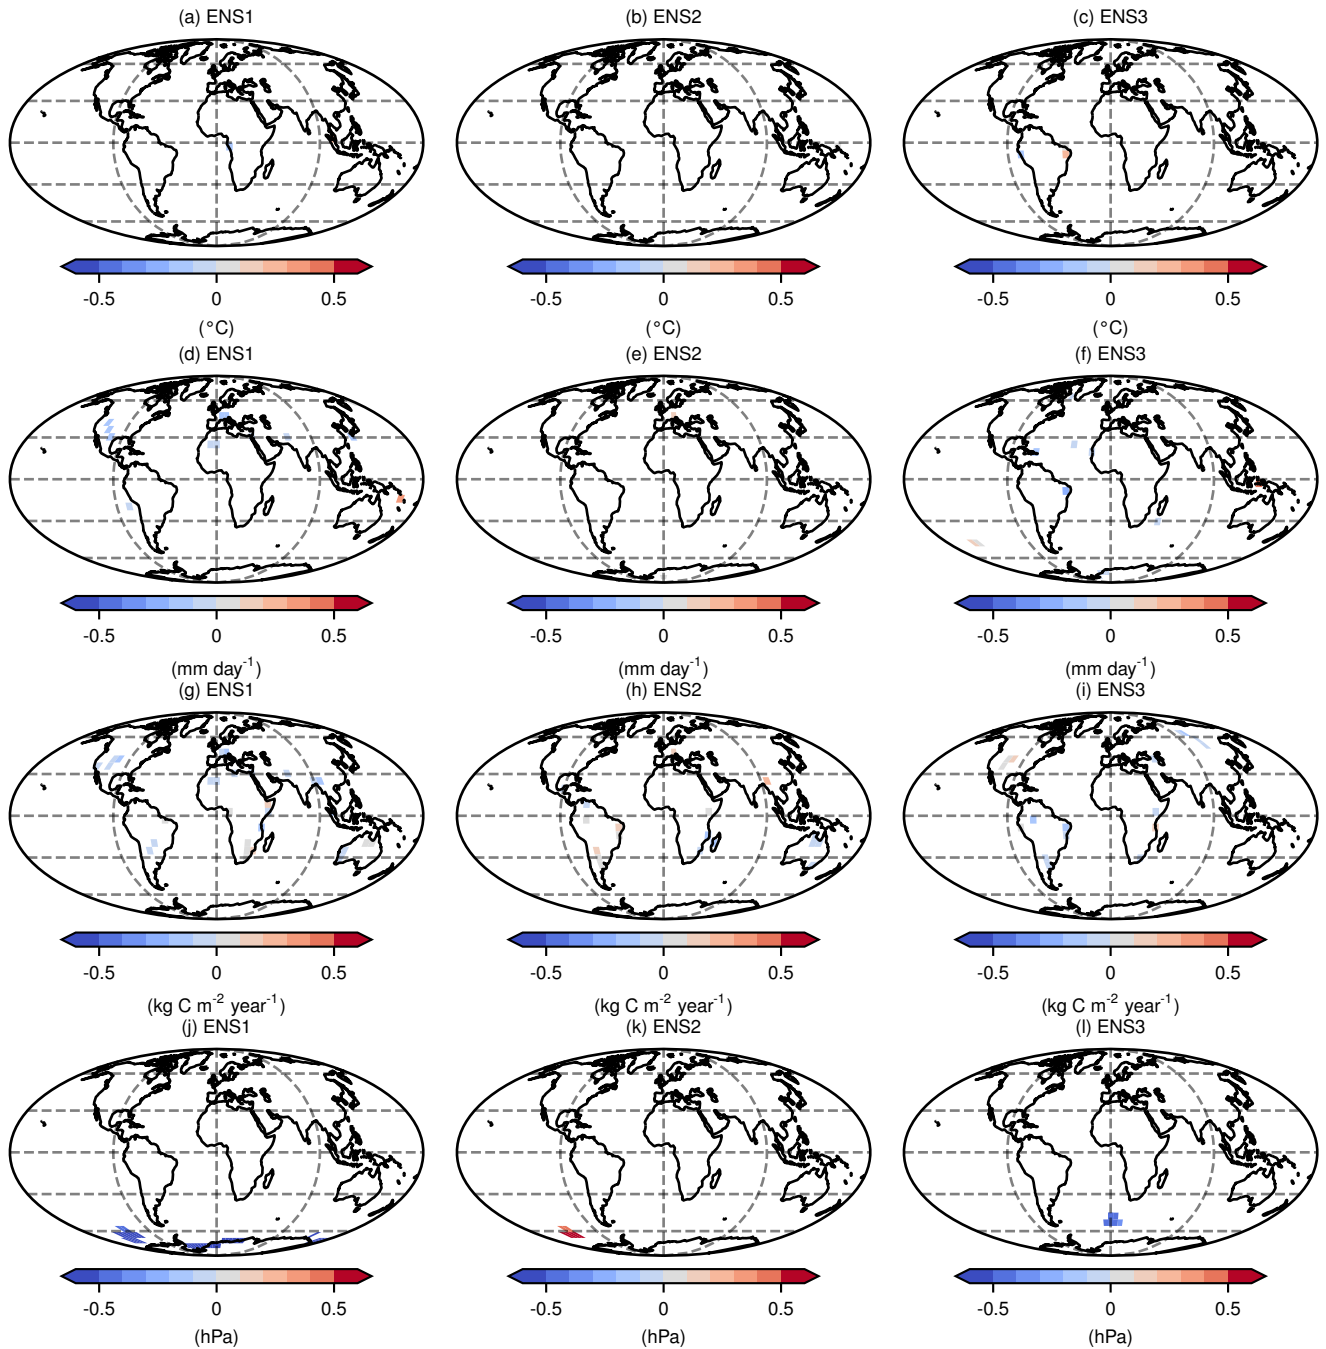 (a) ENS1 (b) ENS2 (c) ENS3
-0.5 0 0.5 -0.5 0 0.5 -0.5 0 0.5
(°C) (°C) (°C)
(d) ENS1 (e) ENS2 (f) ENS3
-0.5 0 0.5 -0.5 0 0.5 -0.5 0 0.5
(mm day⁻¹) (mm day⁻¹) (mm day⁻¹)
(g) ENS1 (h) ENS2 (i) ENS3
-0.5 0 0.5 -0.5 0 0.5 -0.5 0 0.5
(kg C m⁻² year⁻¹) (kg C m⁻² year⁻¹) (kg C m⁻² year⁻¹)
(j) ENS1 (k) ENS2 (l) ENS3
-0.5 0 0.5 -0.5 0 0.5 -0.5 0 0.5
(hPa) (hPa) (hPa)